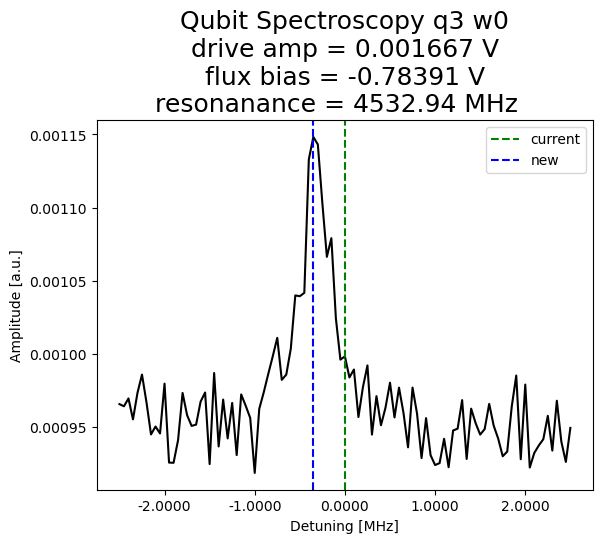 Qubit Spectroscopy q3 w0
drive amp = 0.001667 V
flux bias = -0.78391 V
resonanance = 4532.94 MHz
0.00115
0.00110
0.00105
0.00100
0.00095
Amplitude [a.u.]
current
new
-2.0000 -1.0000 0.0000 1.0000 2.0000
Detuning [MHz]